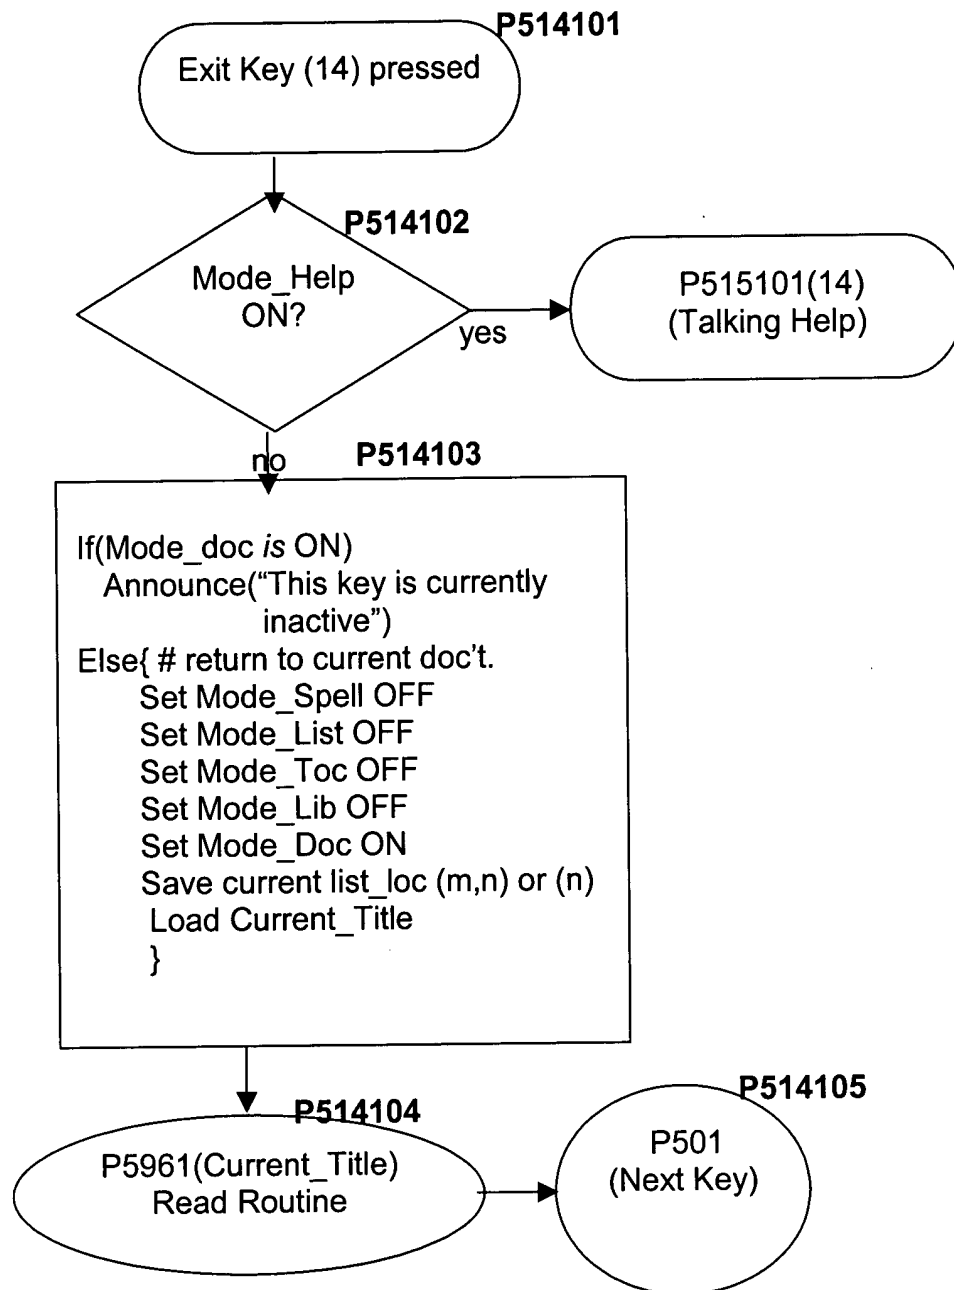 P514101
Exit Key (14) pressed
P514102
Mode_Help
ON?
yes
P515101(14)
(Talking Help)
no
P514103
If(Mode_doc is ON)
Announce(“This key is currently
inactive”)
Else{ # return to current doc’t.
Set Mode_Spell OFF
Set Mode_List OFF
Set Mode_Toc OFF
Set Mode_Lib OFF
Set Mode_Doc ON
Save current list_loc (m,n) or (n)
Load Current_Title
}
P514104
P5961(Current_Title)
Read Routine
P514105
P501
(Next Key)